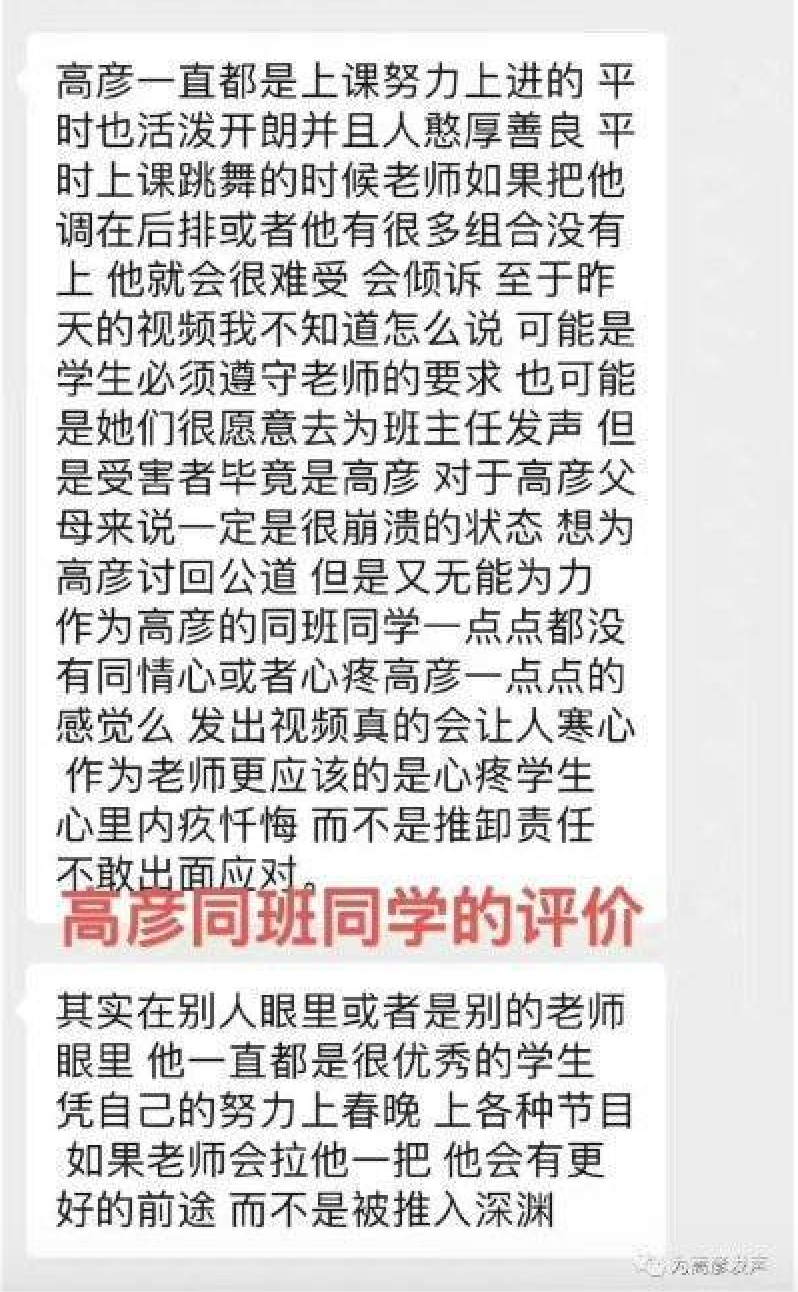 高彦一直都是上课努力上进的 平
时也活泼开朗并且人憨厚善良 平
时上课跳舞的时候老师如果把他
调在后排或者他有很多组合没有
上 他就会很难受 会倾诉 至于昨
天的视频我不知道怎么说 可能是
学生必须遵守老师的要求 也可能
是她们很愿意去为班主任发声 但
是受害者毕竟是高彦 对于高彦父
母来说一定是很崩溃的状态 想为
高彦讨回公道 但是又无能为力
作为高彦的同班同学一点点都没
有同情心或者心疼高彦一点点的
感觉么 发出视频真的会让人寒心
作为老师更应该的是心疼学生
心里内疚忏悔 而不是推卸责任
不敢出面应对。
高彦同班同学的评价
其实在别人眼里或者是别的老师
眼里 他一直都是很优秀的学生
凭自己的努力上春晚 上各种节目
如果老师会拉他一把 他会有更
好的前途 而不是被推入深渊
为高彦发声